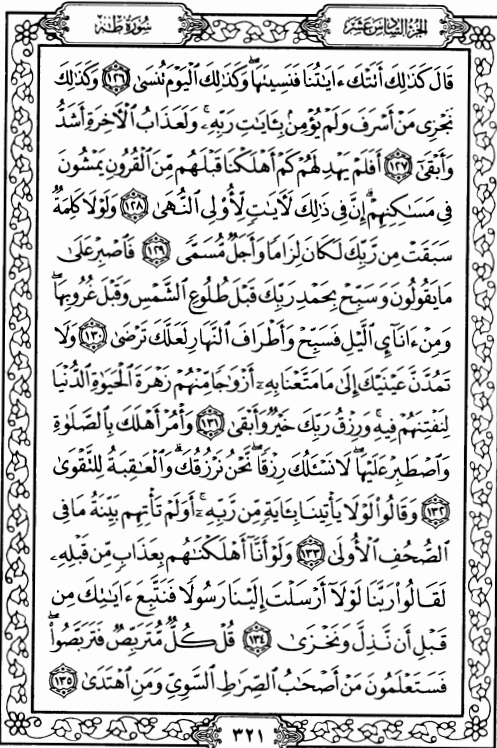 الجزء السادس عشر
سورة طه
قَالَ كَذَٰلِكَ أَتَتْكَ ءَايَٰتُنَا فَنَسِيتَهَا ۖ وَكَذَٰلِكَ ٱلْيَوْمَ تُنسَىٰ ١٢٦ وَكَذَٰلِكَ
نَجْزِى مَنْ أَسْرَفَ وَلَمْ يُؤْمِنۢ بِـَٔايَٰتِ رَبِّهِۦ ۚ وَلَعَذَابُ ٱلْءَاخِرَةِ أَشَدُّ
وَأَبْقَىٰٓ ١٢٧ أَفَلَمْ يَهْدِ لَهُمْ كَمْ أَهْلَكْنَا قَبْلَهُم مِّنَ ٱلْقُرُونِ يَمْشُونَ
فِى مَسَٰكِنِهِمْ ۗ إِنَّ فِى ذَٰلِكَ لَءَايَٰتٍ لِّأُو۟لِى ٱلنُّهَىٰ ١٢٨ وَلَوْلَا كَلِمَةٌ
سَبَقَتْ مِن رَّبِّكَ لَكَانَ لِزَامًا وَأَجَلٌ مُّسَمًّى ١٢٩ فَٱصْبِرْ عَلَىٰ
مَا يَقُولُونَ وَسَبِّحْ بِحَمْدِ رَبِّكَ قَبْلَ طُلُوعِ ٱلشَّمْسِ وَقَبْلَ غُرُوبِهَا ۖ
وَمِنْ ءَانَآئِ ٱلَّيْلِ فَسَبِّحْ وَأَطْرَافَ ٱلنَّهَارِ لَعَلَّكَ تَرْضَىٰ ١٣٠ وَلَا
تَمُدَّنَّ عَيْنَيْكَ إِلَىٰ مَا مَتَّعْنَا بِهِۦٓ أَزْوَٰجًا مِّنْهُمْ زَهْرَةَ ٱلْحَيَوٰةِ ٱلدُّنْيَا
لِنَفْتِنَهُمْ فِيهِ ۚ وَرِزْقُ رَبِّكَ خَيْرٌ وَأَبْقَىٰ ١٣١ وَأْمُرْ أَهْلَكَ بِٱلصَّلَوٰةِ
وَٱصْطَبِرْ عَلَيْهَا ۖ لَا نَسْـَٔلُكَ رِزْقًا ۖ نَّحْنُ نَرْزُقُكَ ۗ وَٱلْعَٰقِبَةُ لِلتَّقْوَىٰ
١٣٢ وَقَالُوا۟ لَوْلَا يَأْتِينَا بِـَٔايَةٍ مِّن رَّبِّهِۦٓ ۚ أَوَلَمْ تَأْتِهِم بَيِّنَةُ مَا فِى
ٱلصُّحُفِ ٱلْأُولَىٰ ١٣٣ وَلَوْ أَنَّآ أَهْلَكْنَٰهُم بِعَذَابٍ مِّن قَبْلِهِۦ
لَقَالُوا۟ رَبَّنَا لَوْلَآ أَرْسَلْتَ إِلَيْنَا رَسُولًا فَنَتَّبِعَ ءَايَٰتِكَ مِن
قَبْلِ أَن نَّذِلَّ وَنَخْزَىٰ ١٣٤ قُلْ كُلٌّ مُّتَرَبِّصٌ فَتَرَبَّصُوا۟ ۖ
فَسَتَعْلَمُونَ مَنْ أَصْحَٰبُ ٱلصِّرَٰطِ ٱلسَّوِىِّ وَمَنِ ٱهْتَدَىٰ ١٣٥
٣٢١